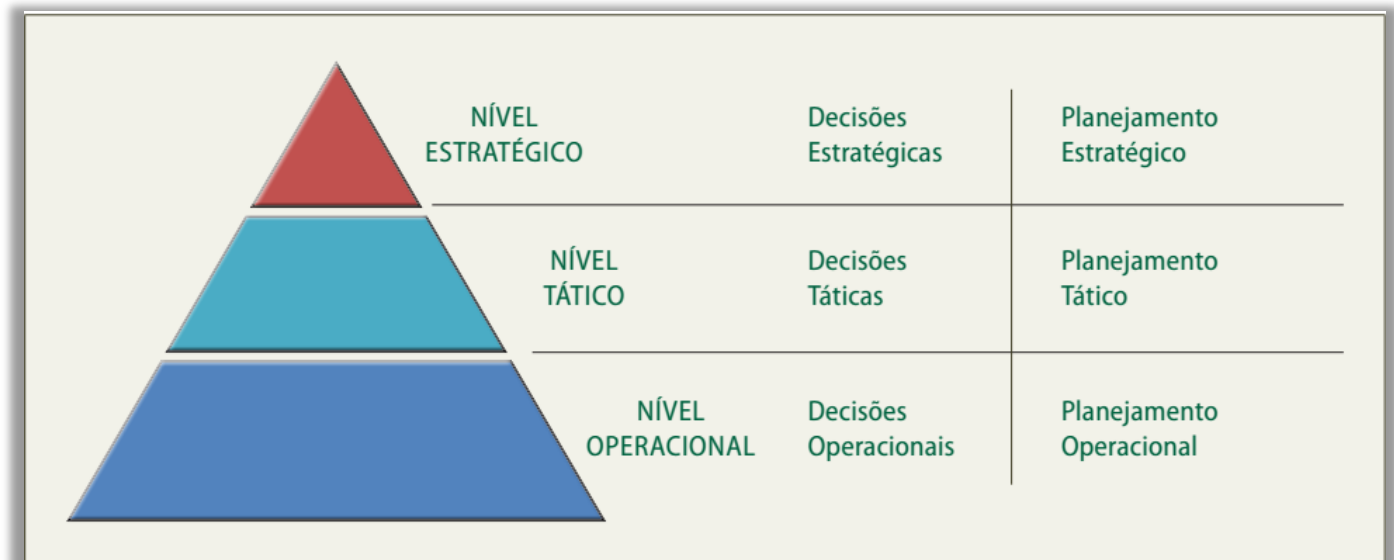 NÍVEL
ESTRATÉGICO
Decisões
Estratégicas
Planejamento
Estratégico
NÍVEL
TÁTICO
Decisões
Táticas
Planejamento
Tático
NÍVEL
OPERACIONAL
Decisões
Operacionais
Planejamento
Operacional